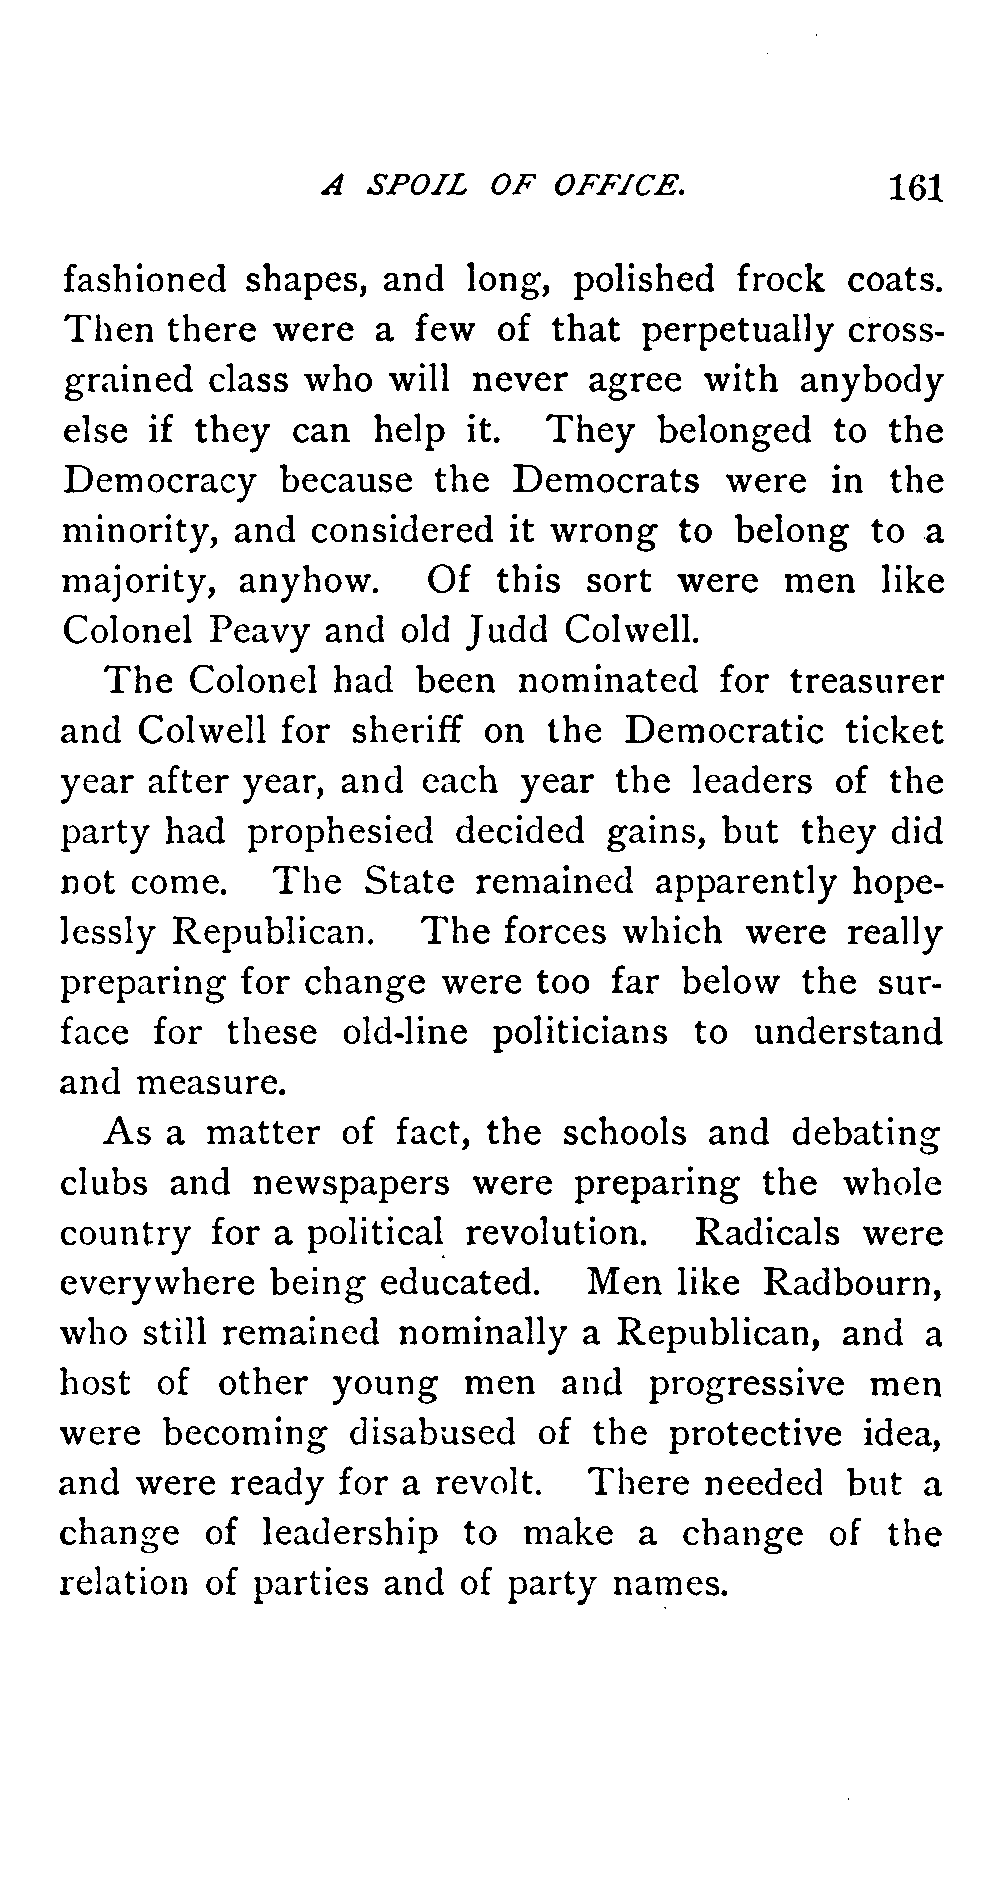 A SPOIL OF OFFICE. 161
fashioned shapes, and long, polished frock coats.
Then there were a few of that perpetually cross-
grained class who will never agree with anybody
else if they can help it. They belonged to the
Democracy because the Democrats were in the
minority, and considered it wrong to belong to a
majority, anyhow. Of this sort were men like
Colonel Peavy and old Judd Colwell.
The Colonel had been nominated for treasurer
and Colwell for sheriff on the Democratic ticket
year after year, and each year the leaders of the
party had prophesied decided gains, but they did
not come. The State remained apparently hope-
lessly Republican. The forces which were really
preparing for change were too far below the sur-
face for these old-line politicians to understand
and measure.
As a matter of fact, the schools and debating
clubs and newspapers were preparing the whole
country for a political revolution. Radicals were
everywhere being educated. Men like Radbourn,
who still remained nominally a Republican, and a
host of other young men and progressive men
were becoming disabused of the protective idea,
and were ready for a revolt. There needed but a
change of leadership to make a change of the
relation of parties and of party names.